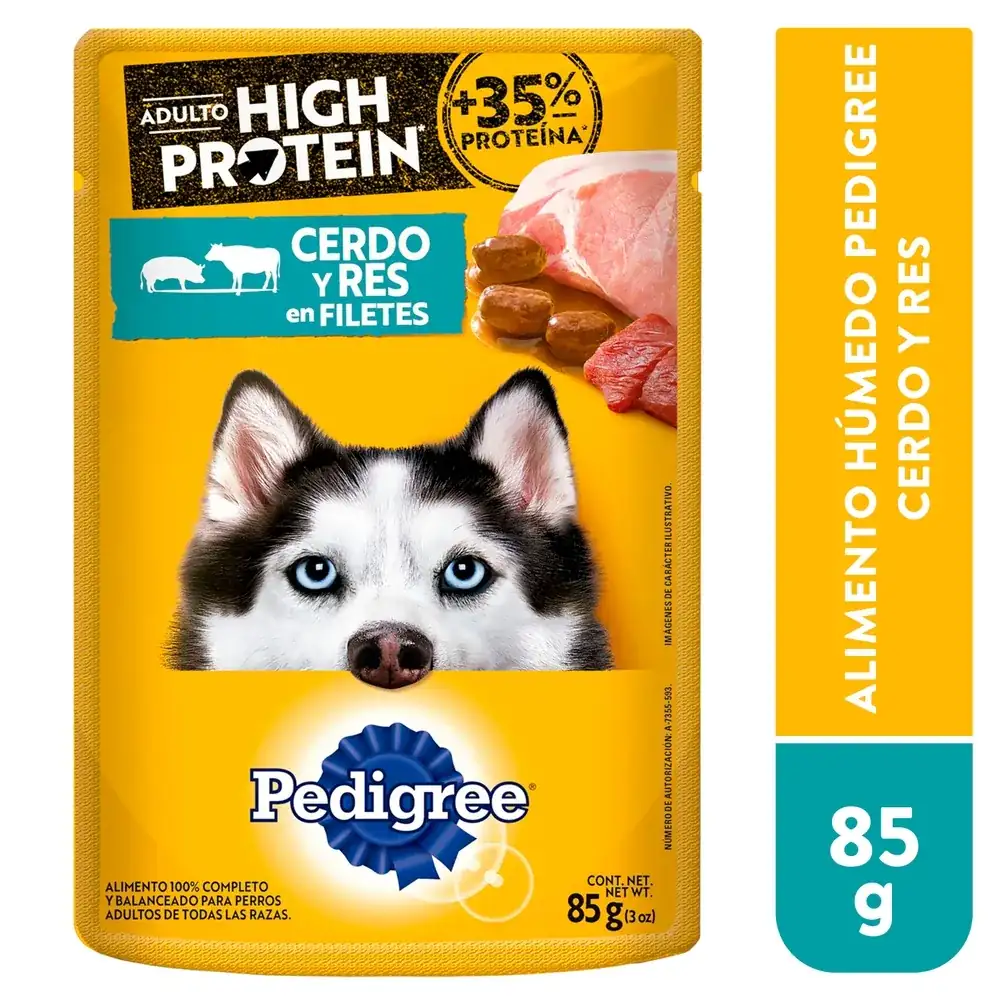 ADULTO HIGH
PROTEIN*
+35%
PROTEÍNA*
CERDO
Y RES
en FILETES
IMÁGENES DE CARÁCTER ILUSTRATIVO.
NÚMERO DE AUTORIZACIÓN: A-7355-593.
Pedigree®
ALIMENTO 100% COMPLETO
Y BALANCEADO PARA PERROS
ADULTOS DE TODAS LAS RAZAS.
CONT. NET.
NET WT.
85 g (3 oz)
ALIMENTO HÚMEDO PEDIGREE
CERDO Y RES
85
g